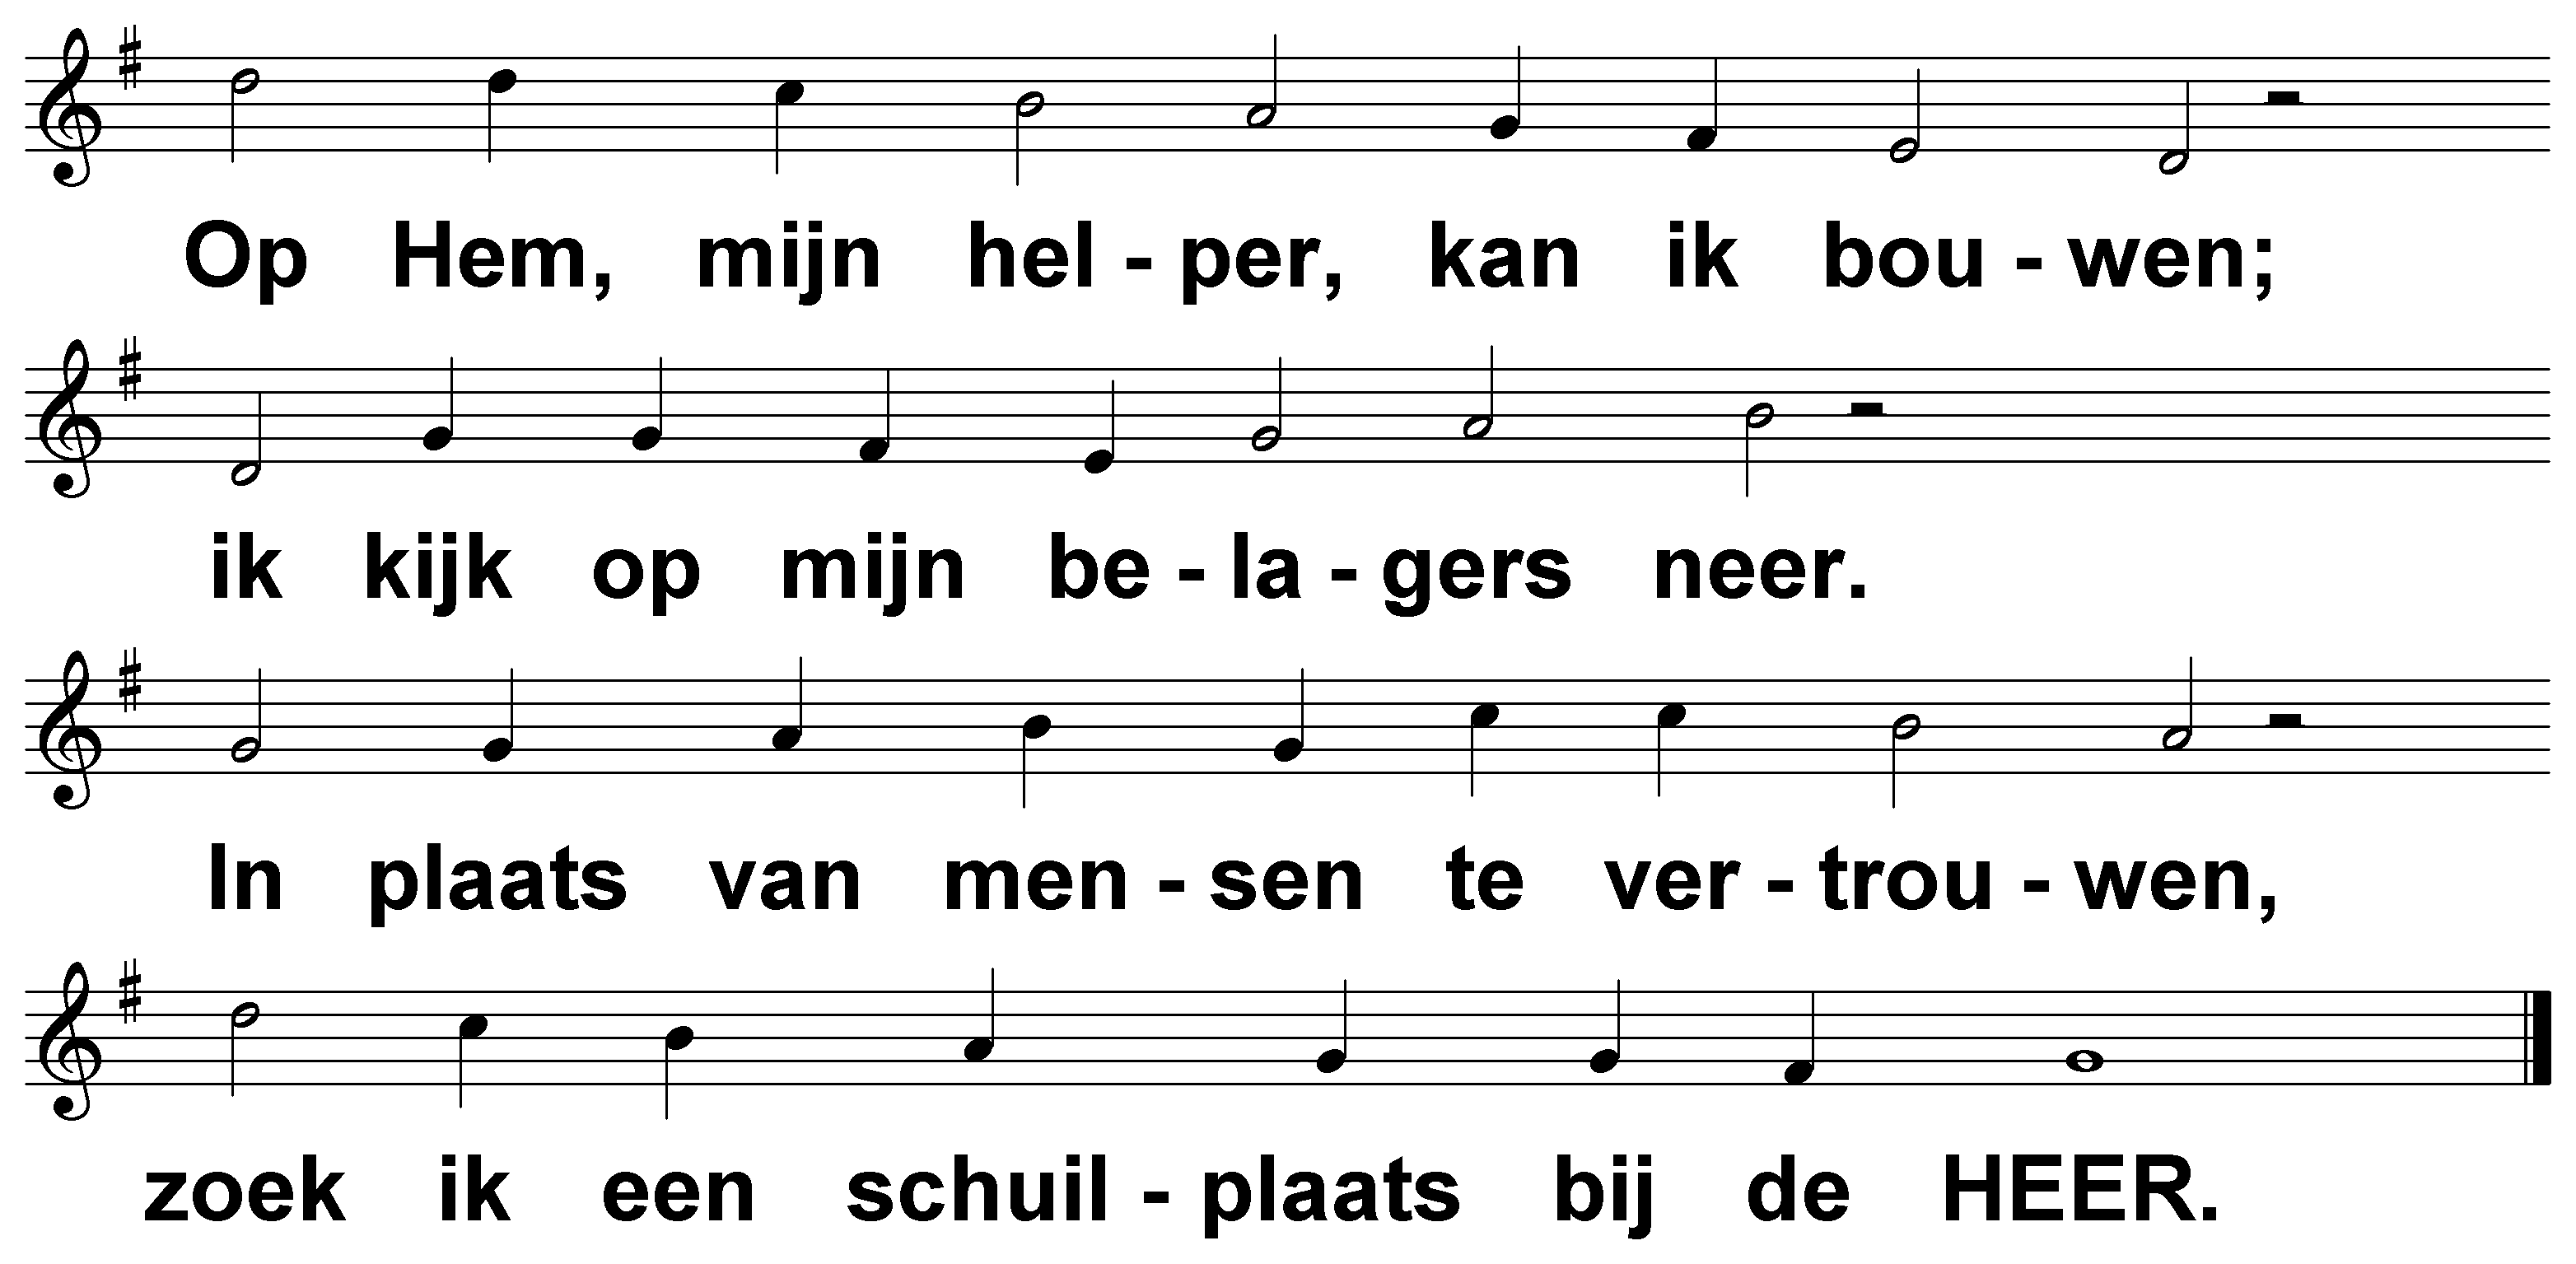 Op Hem, mijn hel - per, kan ik bou - wen;
ik kijk op mijn be - la - gers neer.
In plaats van men - sen te ver - trou - wen,
zoek ik een schuil - plaats bij de HEER.